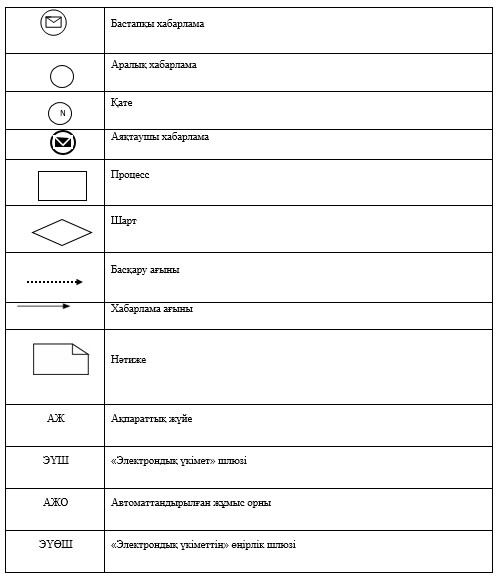 Бастапқы хабарлама
Аралық хабарлама
N Қате
Аяқтаушы хабарлама
Процесс
Шарт
Басқару ағыны
Хабарлама ағыны
Нәтиже
АЖ Ақпараттық жүйе
ЭҮШ «Электрондық үкімет» шлюзі
АЖО Автоматтандырылған жұмыс орны
ЭҮӨШ «Электрондық үкіметтің» өңірлік шлюзі